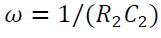 ω = 1/(R₂C₂)